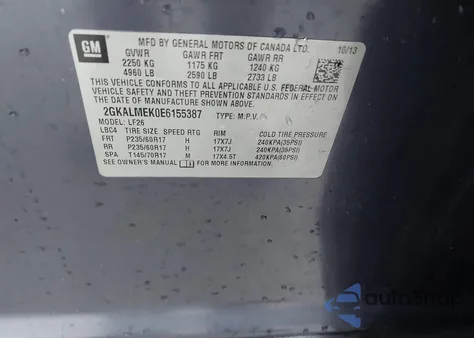 GM
MFD BY GENERAL MOTORS OF CANADA LTD. 10/13
GVWR GAWR FRT GAWR RR
2250 KG 1175 KG 1240 KG
4960 LB 2590 LB 2733 LB
THIS VEHICLE CONFORMS TO ALL APPLICABLE U.S. FEDERAL MOTOR
VEHICLE SAFETY AND THEFT PREVENTION STANDARDS IN EFFECT ON
THE DATE OF MANUFACTURE SHOWN ABOVE.
2GKALMEK0E6155387 TYPE: M.P.V.
MODEL: LF26
LBC4 TIRE SIZE SPEED RTG RIM COLD TIRE PRESSURE
FRT P235/60R17 H 17X7J 240KPA(35PSI)
RR P235/60R17 H 17X7J 240KPA(35PSI)
SPA T145/70R17 M 17X4.5T 420KPA(60PSI)
SEE OWNER'S MANUAL FOR MORE INFORMATION.
autoSnap